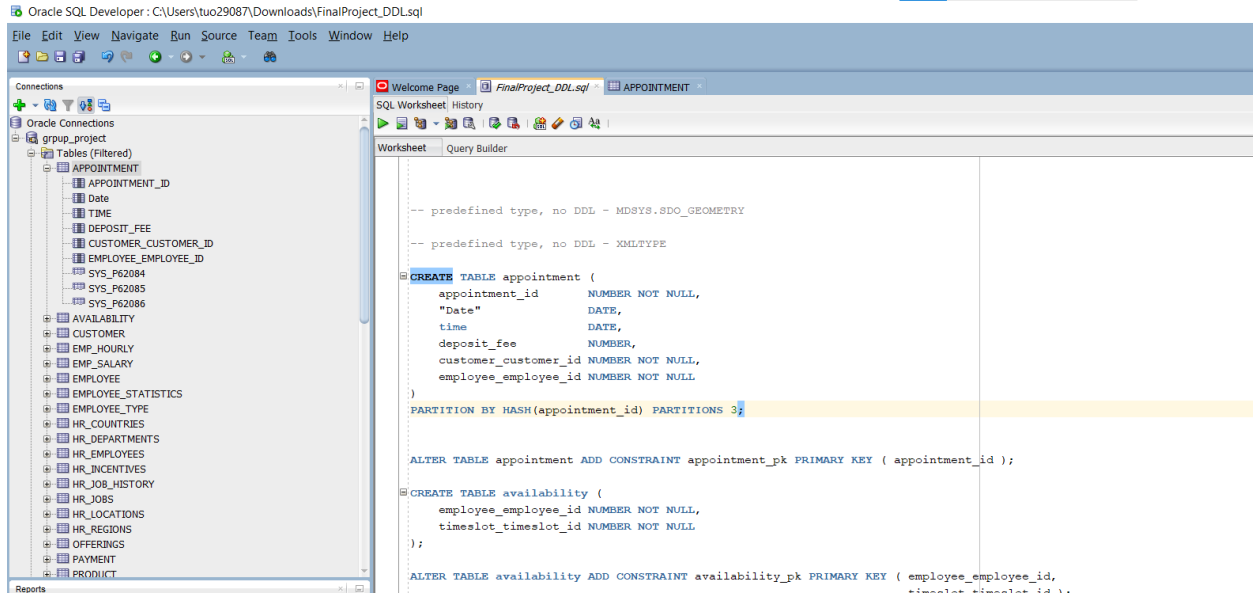 Oracle SQL Developer : C:\Users\tuo29087\Downloads\FinalProject_DDL.sql
File Edit View Navigate Run Source Team Tools Window Help
Connections
Oracle Connections
grpup_project
Tables (Filtered)
APPOINTMENT
APPOINTMENT_ID
Date
TIME
DEPOSIT_FEE
CUSTOMER_CUSTOMER_ID
EMPLOYEE_EMPLOYEE_ID
SYS_P62084
SYS_P62085
SYS_P62086
AVAILABILITY
CUSTOMER
EMP_HOURLY
EMP_SALARY
EMPLOYEE
EMPLOYEE_STATISTICS
EMPLOYEE_TYPE
HR_COUNTRIES
HR_DEPARTMENTS
HR_EMPLOYEES
HR_INCENTIVES
HR_JOB_HISTORY
HR_JOBS
HR_LOCATIONS
HR_REGIONS
OFFERINGS
PAYMENT
PRODUCT
Reports
Welcome Page FinalProject_DDL.sql APPOINTMENT
SQL Worksheet History
Worksheet Query Builder
-- predefined type, no DDL - MDSYS.SDO_GEOMETRY
-- predefined type, no DDL - XMLTYPE
CREATE TABLE appointment (
appointment_id NUMBER NOT NULL,
"Date" DATE,
time DATE,
deposit_fee NUMBER,
customer_customer_id NUMBER NOT NULL,
employee_employee_id NUMBER NOT NULL
)
PARTITION BY HASH(appointment_id) PARTITIONS 3;
ALTER TABLE appointment ADD CONSTRAINT appointment_pk PRIMARY KEY ( appointment_id );
CREATE TABLE availability (
employee_employee_id NUMBER NOT NULL,
timeslot_timeslot_id NUMBER NOT NULL
);
ALTER TABLE availability ADD CONSTRAINT availability_pk PRIMARY KEY ( employee_employee_id,
timeslot_timeslot_id );